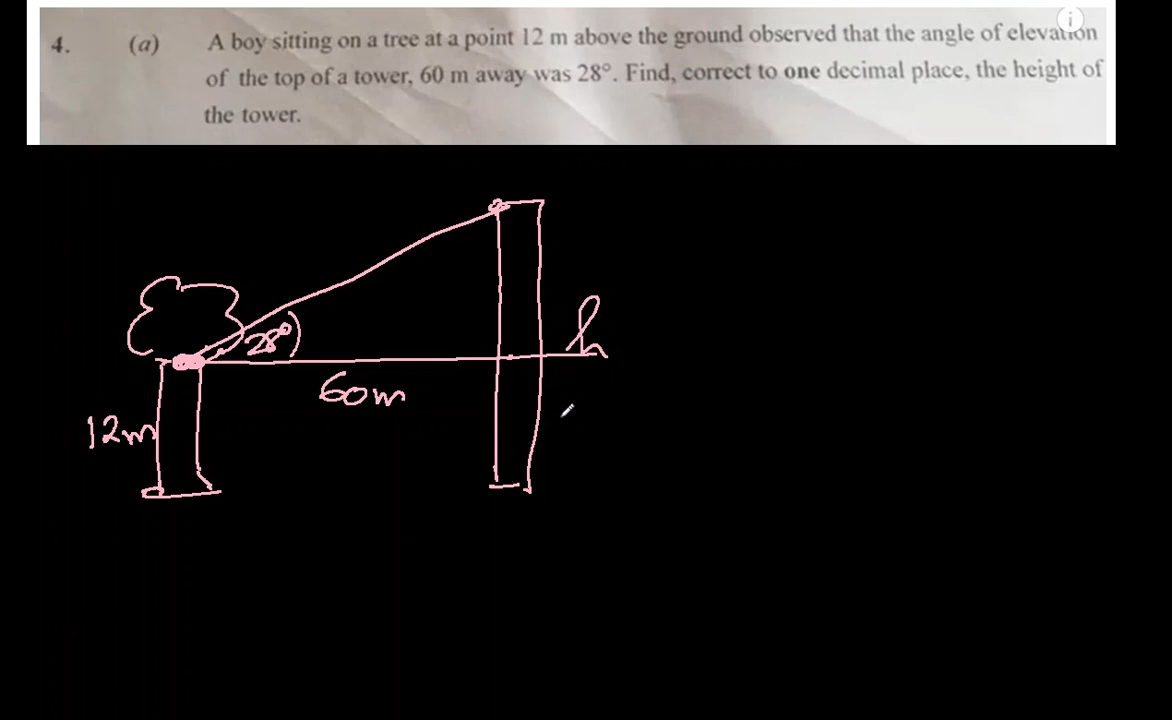 4. (a) A boy sitting on a tree at a point 12 m above the ground observed that the angle of elevation
of the top of a tower, 60 m away was 28°. Find, correct to one decimal place, the height of
the tower.
28°
h
60m
12m